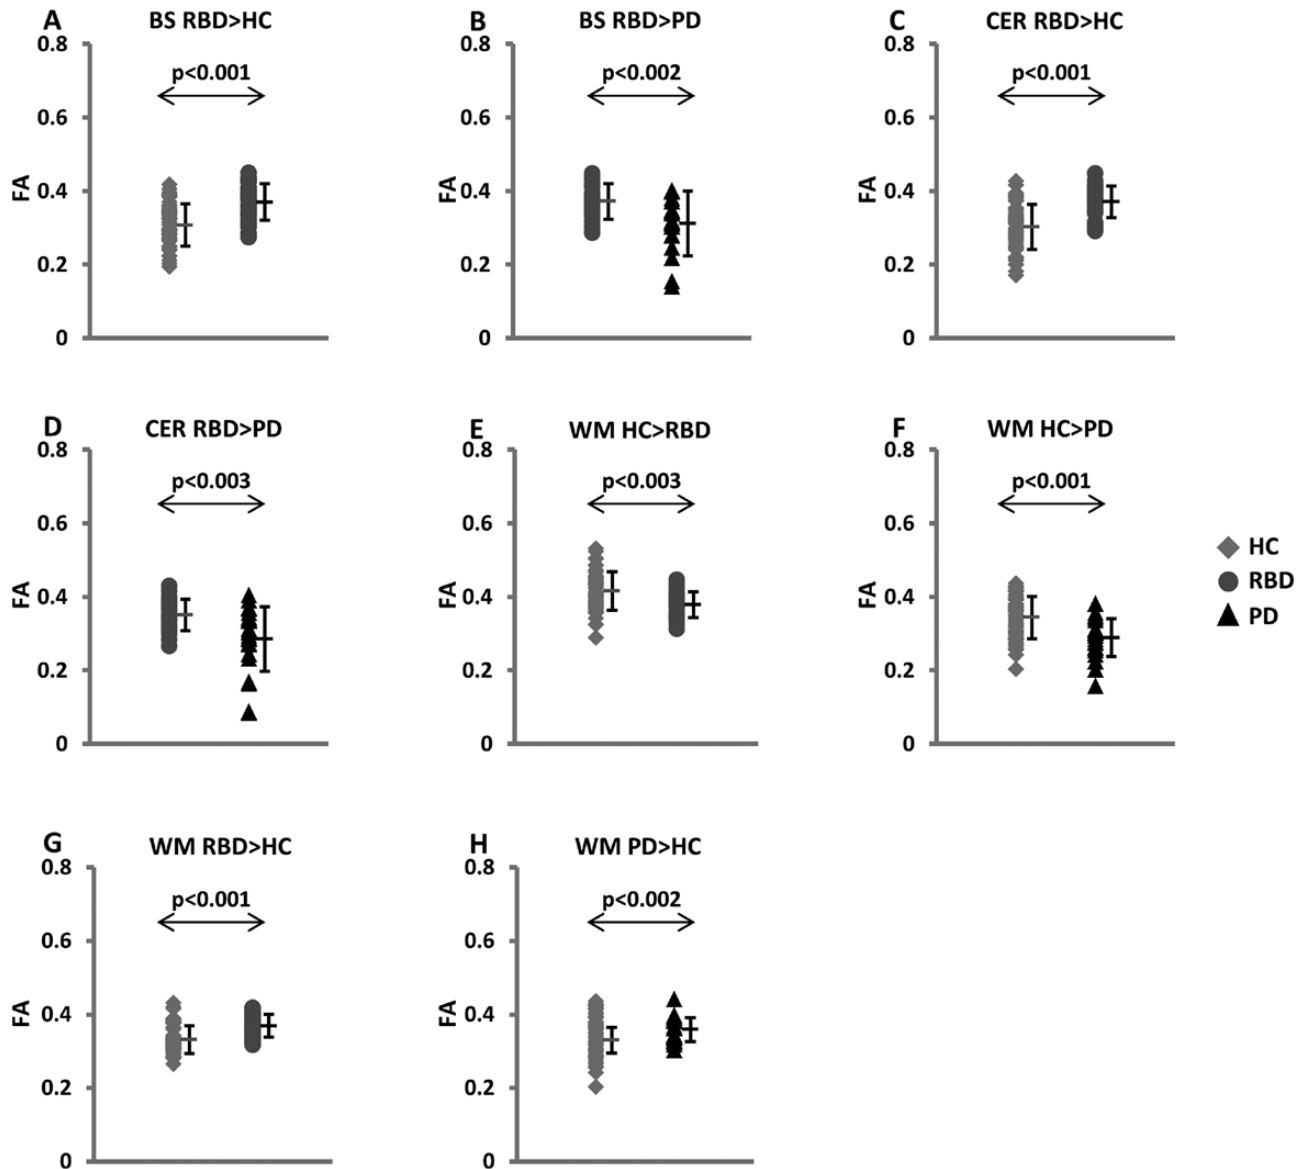 A BS RBD>HC
0.8
p<0.001
0.6
FA
0.4
0.2
0
B BS RBD>PD
0.8
p<0.002
0.6
FA
0.4
0.2
0
C CER RBD>HC
0.8
p<0.001
0.6
FA
0.4
0.2
0
D CER RBD>PD
0.8
p<0.003
0.6
FA
0.4
0.2
0
E WM HC>RBD
0.8
p<0.003
0.6
FA
0.4
0.2
0
F WM HC>PD
0.8
p<0.001
0.6
FA
0.4
0.2
0
HC
RBD
PD
G WM RBD>HC
0.8
p<0.001
0.6
FA
0.4
0.2
0
H WM PD>HC
0.8
p<0.002
0.6
FA
0.4
0.2
0